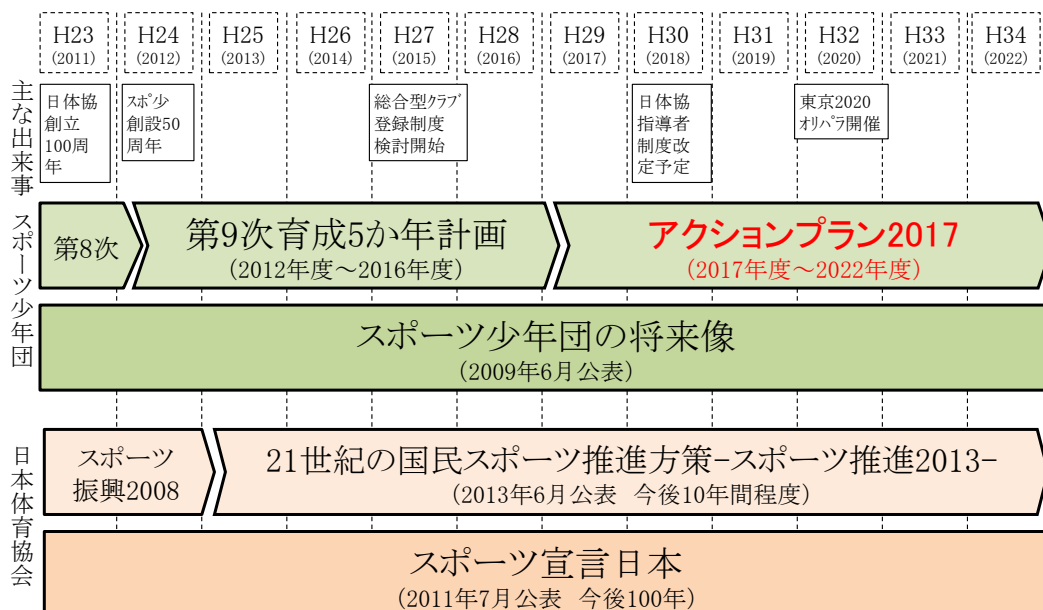 H23 H24 H25 H26 H27 H28 H29 H30 H31 H32 H33 H34
(2011) (2012) (2013) (2014) (2015) (2016) (2017) (2018) (2019) (2020) (2021) (2022)
主な出来事
日体協
創立
100周
年
スポ少
創設50
周年
総合型クラブ
登録制度
検討開始
日体協
指導者
制度改
定予定
東京2020
オリパラ開催
スポーツ少年団
第8次
第9次育成5か年計画
(2012年度～2016年度)
アクションプラン2017
(2017年度～2022年度)
スポーツ少年団の将来像
(2009年6月公表)
日本体育協会
スポーツ
振興2008
21世紀の国民スポーツ推進方策-スポーツ推進2013-
(2013年6月公表 今後10年間程度)
スポーツ宣言日本
(2011年7月公表 今後100年)